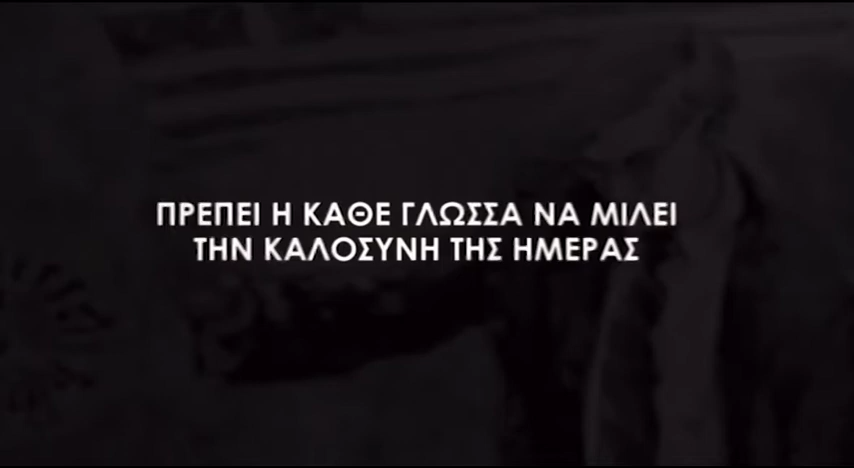 ΠΡΕΠΕΙ Η ΚΑΘΕ ΓΛΩΣΣΑ ΝΑ ΜΙΛΕΙ
ΤΗΝ ΚΑΛΟΣΥΝΗ ΤΗΣ ΗΜΕΡΑΣ